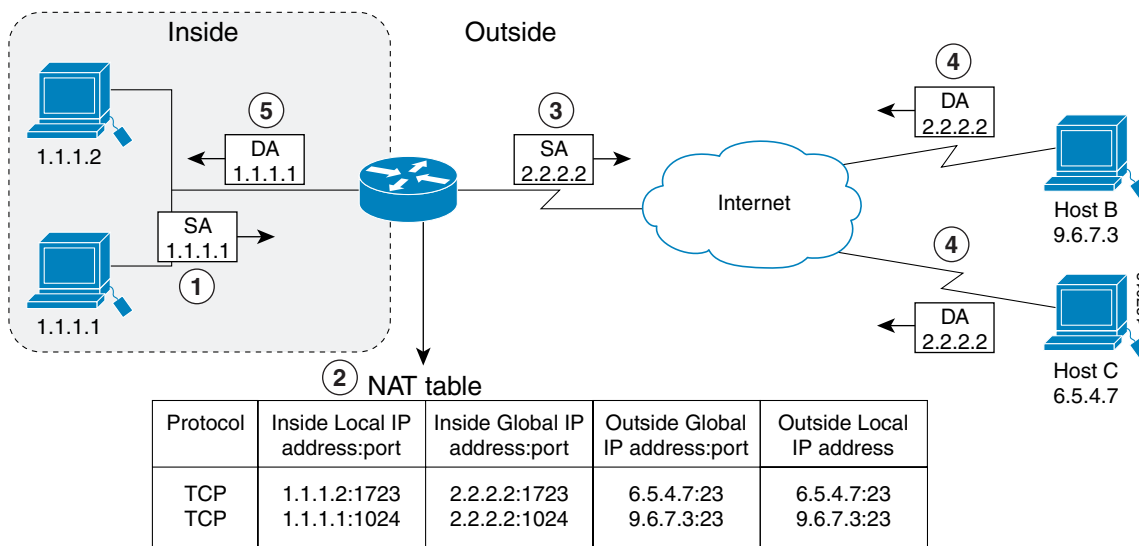 Inside
Outside
1.1.1.2
5
DA
1.1.1.1
SA
1.1.1.1
1
1.1.1.1
3
SA
2.2.2.2
Internet
4
DA
2.2.2.2
Host B
9.6.7.3
4
DA
2.2.2.2
Host C
6.5.4.7
2 NAT table
Protocol
Inside Local IP
address:port
Inside Global IP
address:port
Outside Global
IP address:port
Outside Local
IP address
TCP 1.1.1.2:1723 2.2.2.2:1723 6.5.4.7:23 6.5.4.7:23
TCP 1.1.1.1:1024 2.2.2.2:1024 9.6.7.3:23 9.6.7.3:23